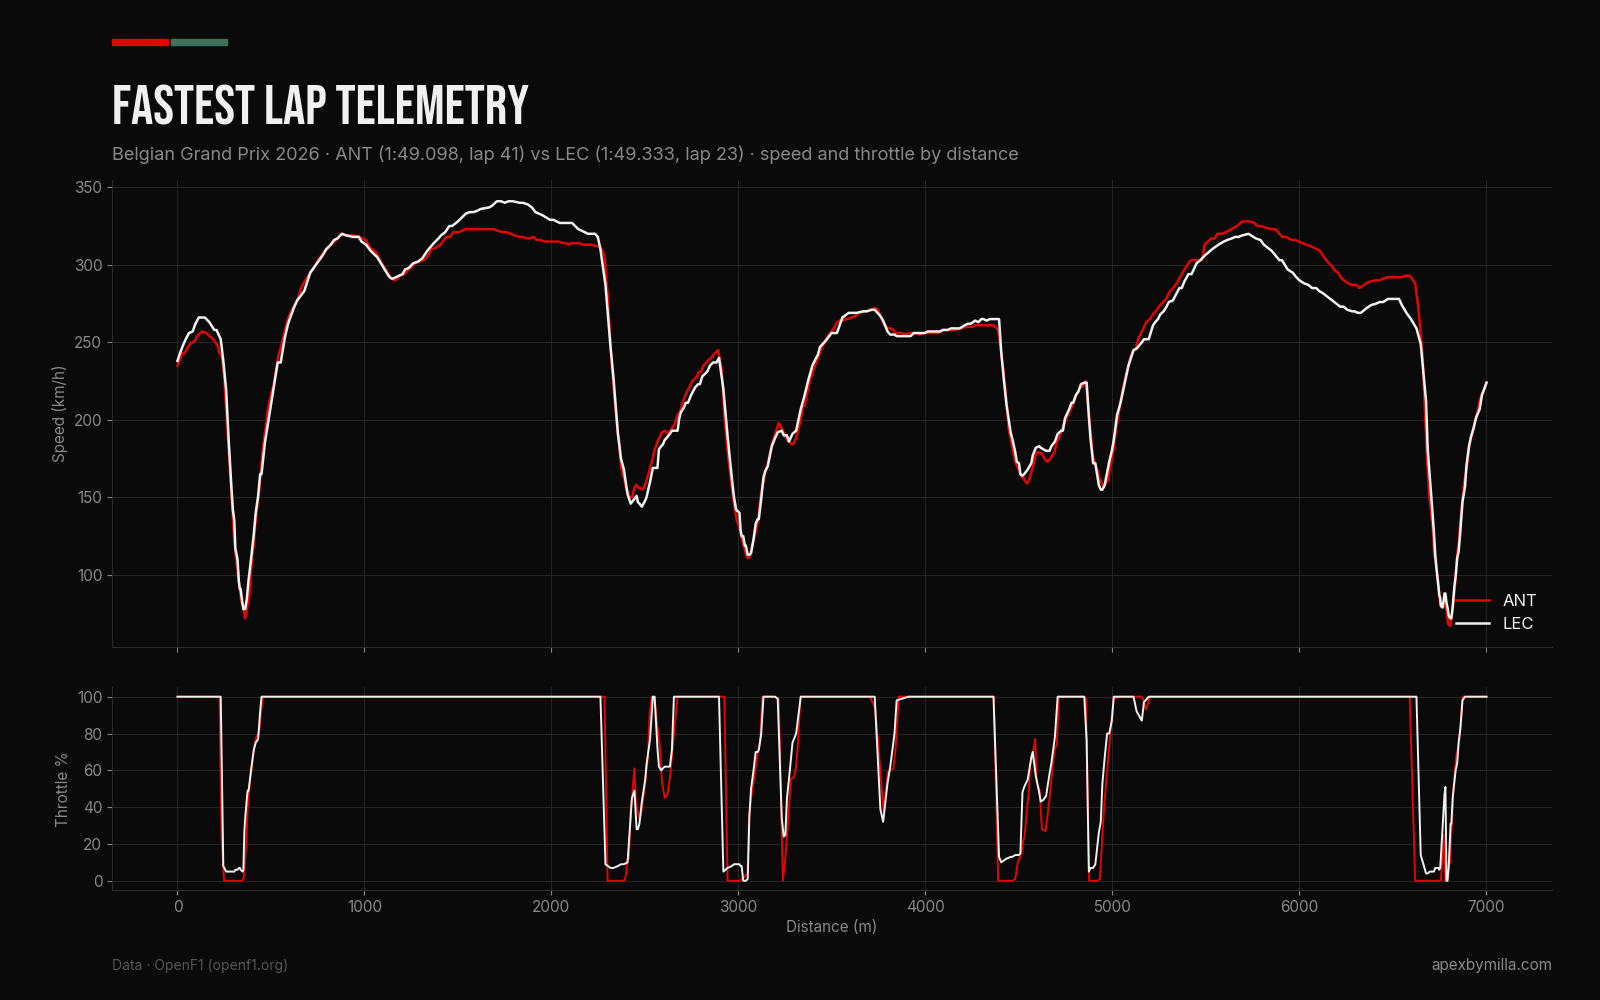 FASTEST LAP TELEMETRY
Belgian Grand Prix 2026 · ANT (1:49.098, lap 41) vs LEC (1:49.333, lap 23) · speed and throttle by distance
350
300
250
200
150
100
Speed (km/h)
ANT
LEC
100
80
60
40
20
0
Throttle %
0 1000 2000 3000 4000 5000 6000 7000
Distance (m)
Data · OpenF1 (openf1.org)
apexbymilla.com